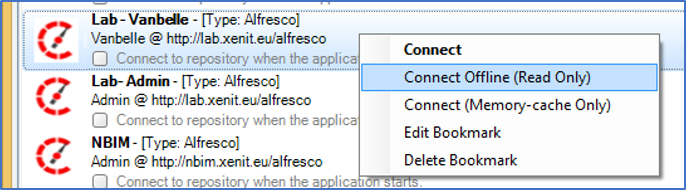 Lab - Vanbelle - [Type: Alfresco]
Vanbelle @ http://lab.xenit.eu/alfresco
Connect to repository when the application
Lab- Admin - [Type: Alfresco]
Admin @ http://lab.xenit.eu/alfresco
Connect to repository when the applicat
NBIM - [Type: Alfresco]
Admin @ http://nbim.xenit.eu/alfresco
Connect to repository when the application starts.
Connect
Connect Offline (Read Only)
Connect (Memory-cache Only)
Edit Bookmark
Delete Bookmark